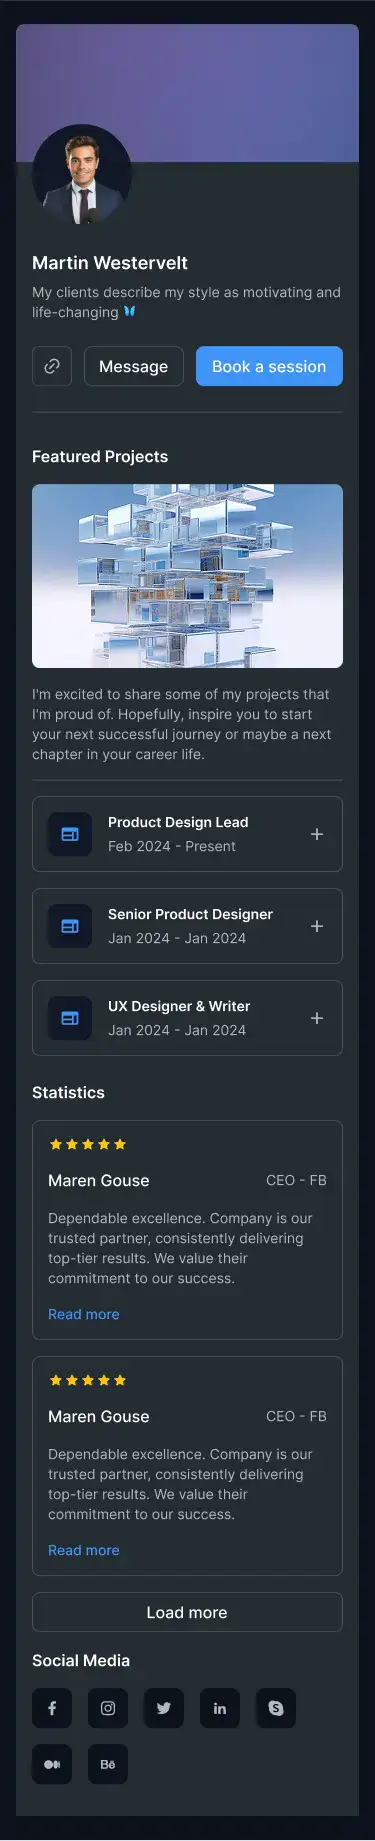 Martin Westervelt
My clients describe my style as motivating and
life-changing
Message
Book a session
Featured Projects
I'm excited to share some of my projects that
I'm proud of. Hopefully, inspire you to start
your next successful journey or maybe a next
chapter in your career life.
Product Design Lead
Feb 2024 - Present
Senior Product Designer
Jan 2024 - Jan 2024
UX Designer & Writer
Jan 2024 - Jan 2024
Statistics
Maren Gouse
CEO - FB
Dependable excellence. Company is our
trusted partner, consistently delivering
top-tier results. We value their
commitment to our success.
Read more
Maren Gouse
CEO - FB
Dependable excellence. Company is our
trusted partner, consistently delivering
top-tier results. We value their
commitment to our success.
Read more
Load more
Social Media